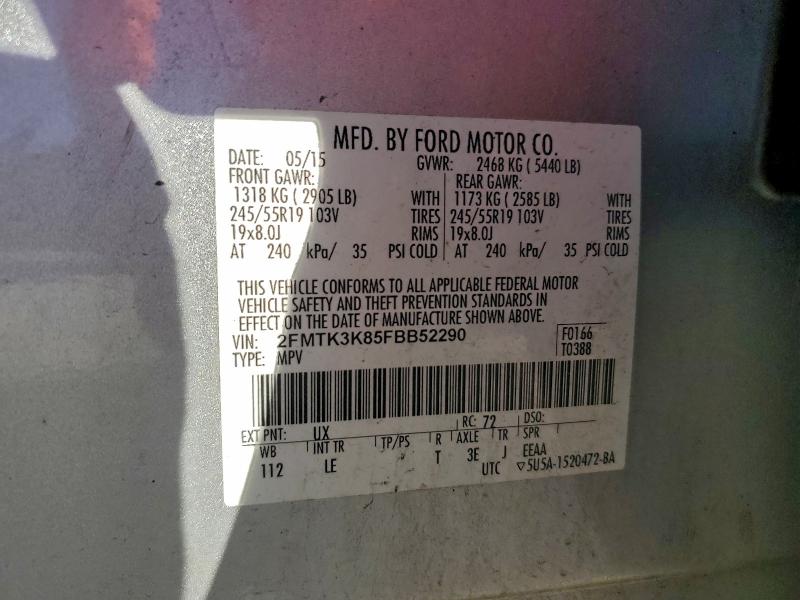 MFD. BY FORD MOTOR CO.
DATE: 05/15 GVWR: 2468 KG ( 5440 LB)
FRONT GAWR: REAR GAWR:
1318 KG ( 2905 LB) WITH 1173 KG ( 2585 LB) WITH
245/55R19 103V TIRES 245/55R19 103V TIRES
19x8.0J RIMS 19x8.0J RIMS
AT 240 kPa/ 35 PSI COLD AT 240 kPa/ 35 PSI COLD
THIS VEHICLE CONFORMS TO ALL APPLICABLE FEDERAL MOTOR
VEHICLE SAFETY AND THEFT PREVENTION STANDARDS IN
EFFECT ON THE DATE OF MANUFACTURE SHOWN ABOVE.
VIN: 2FMTK3K85FBB52290 F0166
TYPE: MPV T0388
EXT PNT: UX RC: 72 DSO:
WB INT TR TP/PS R AXLE TR SPR
112 LE T 3E J EEAA
UTC ▽5U5A-1520472-BA